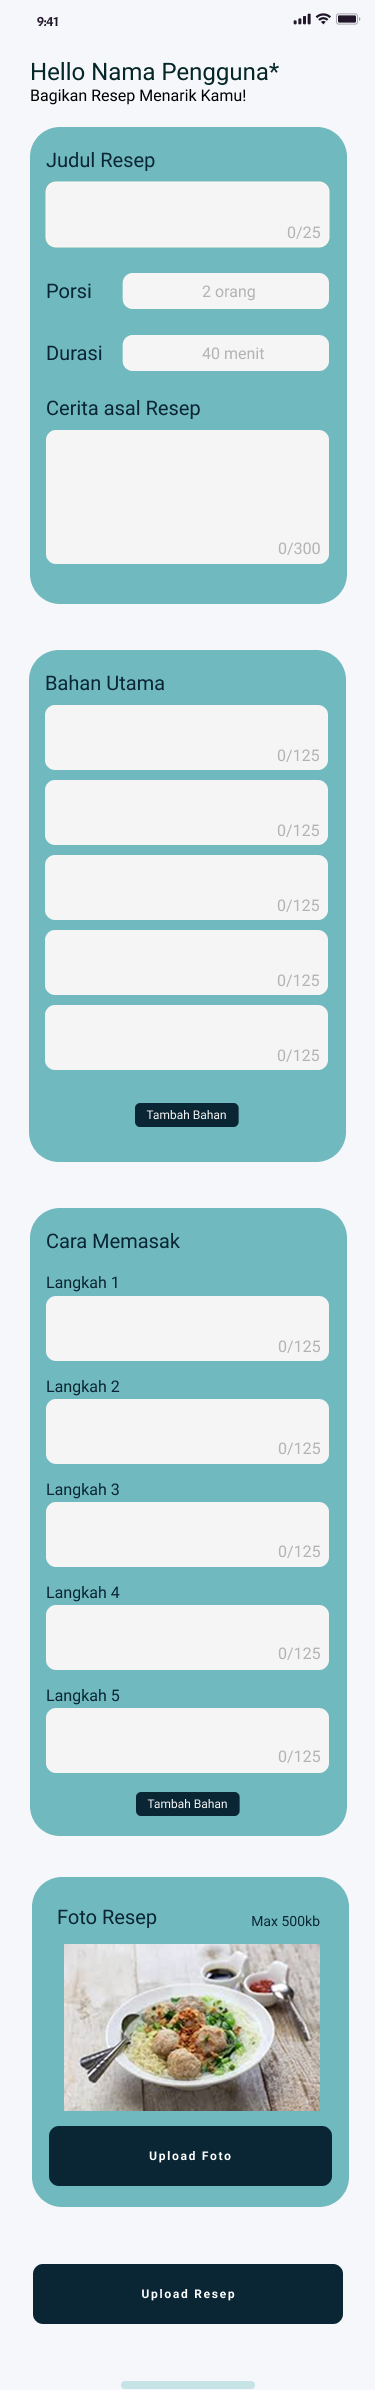 9:41
Hello Nama Pengguna*
Bagikan Resep Menarik Kamu!
Judul Resep
0/25
Porsi 2 orang
Durasi 40 menit
Cerita asal Resep
0/300
Bahan Utama
0/125
0/125
0/125
0/125
0/125
Tambah Bahan
Cara Memasak
Langkah 1
0/125
Langkah 2
0/125
Langkah 3
0/125
Langkah 4
0/125
Langkah 5
0/125
Tambah Bahan
Foto Resep Max 500kb
Upload Foto
Upload Resep